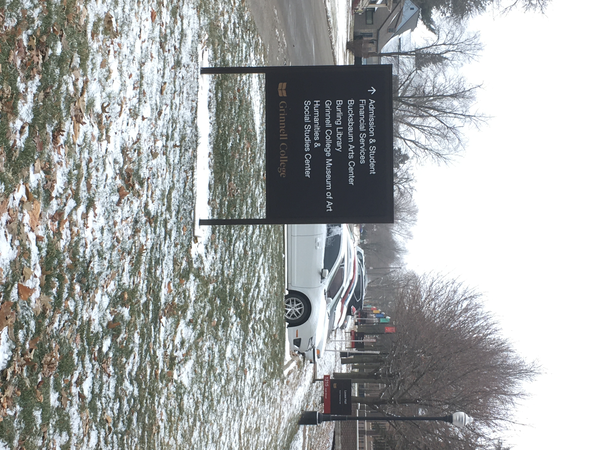 ↑ Admission & Student
Financial Services
Bucksbaum Arts Center
Burling Library
Grinnell College Museum of Art
Humanities &
Social Studies Center
Grinnell College